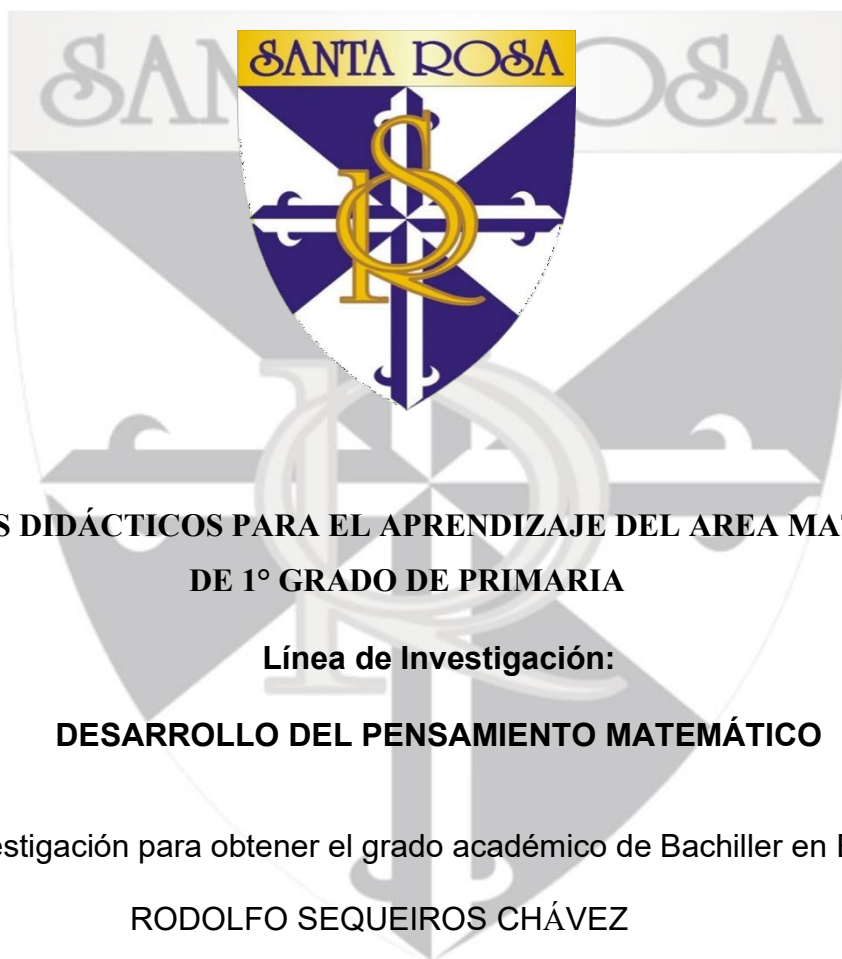 SANTA ROSA
S DIDÁCTICOS PARA EL APRENDIZAJE DEL AREA MAT
DE 1° GRADO DE PRIMARIA
Línea de Investigación:
DESARROLLO DEL PENSAMIENTO MATEMÁTICO
estigación para obtener el grado académico de Bachiller en E
RODOLFO SEQUEIROS CHÁVEZ